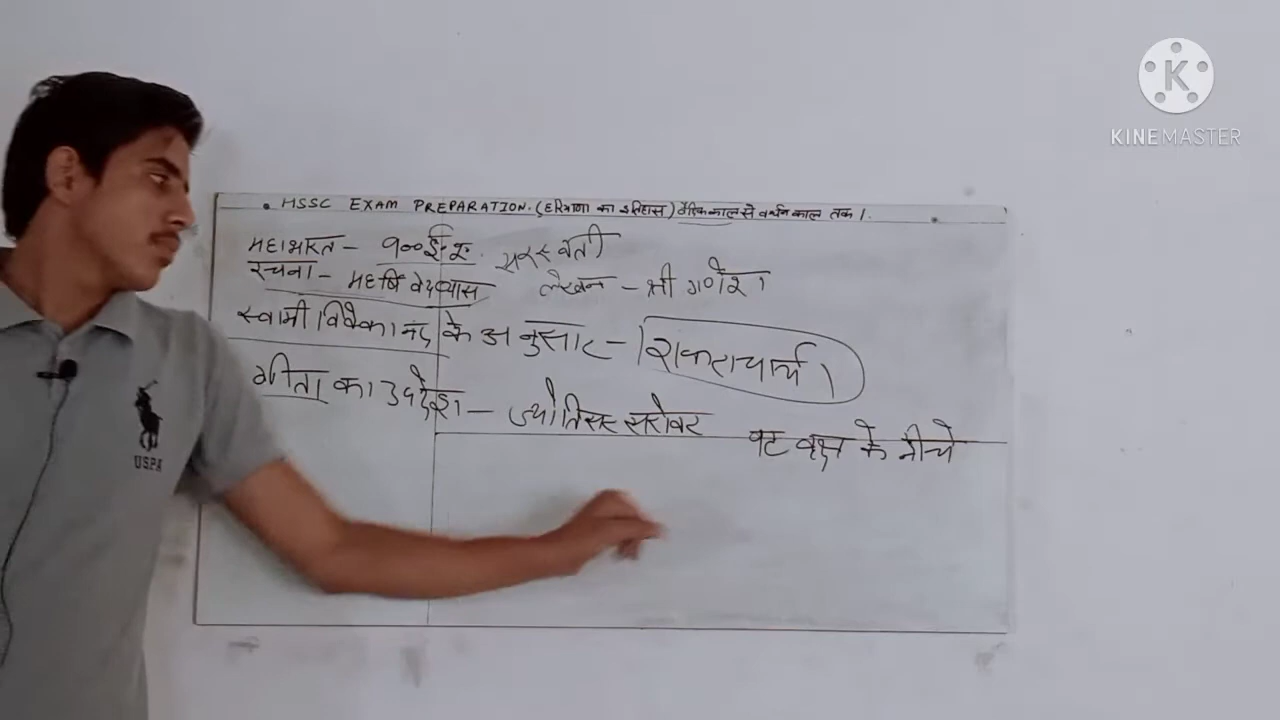 K
KINEMASTER
• HSSC EXAM PREPARATION. (हरियाणा का इतिहास) वैदिक काल से वर्धन काल तक।
महाभारत – 900 ई. पू. सरस्वती
रचना – महर्षि वेदव्यास लेखन – श्री गणेश
स्वामी विवेकानंद के अनुसार – शंकराचार्य।
गीता का उपदेश – ज्योतिसर सरोवर वट वृक्ष के नीचे
U.S.P.A